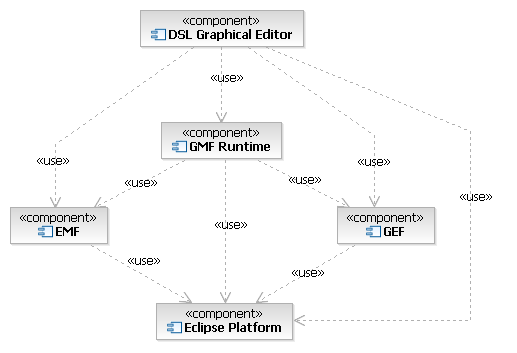 «component»
DSL Graphical Editor
«use»
«component»
GMF Runtime
«use»
«use»
«use»
«use»
«use»
«use»
«use»
«component»
EMF
«component»
GEF
«use»
«use»
«component»
Eclipse Platform